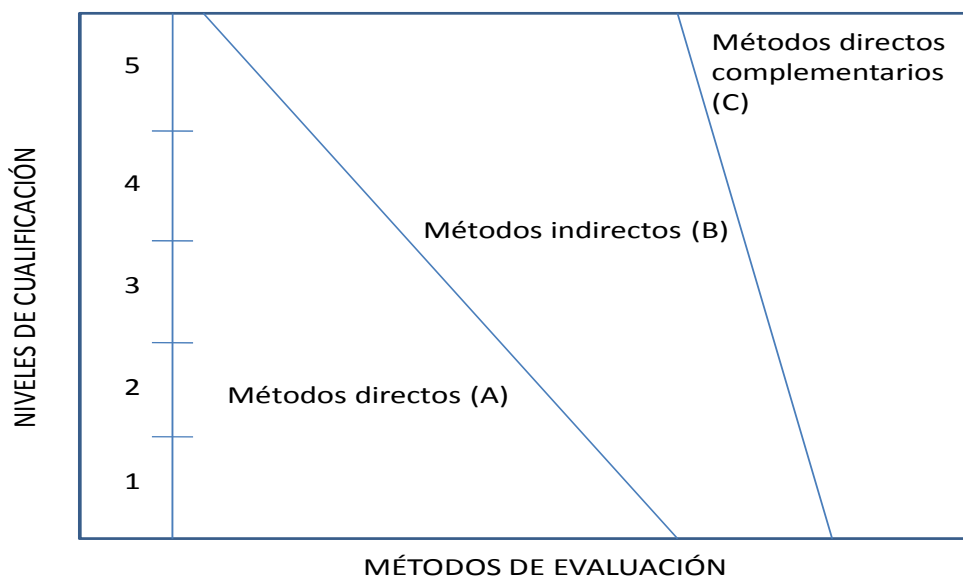 Métodos directos
complementarios
(C)
5
4
Métodos indirectos (B)
3
2
Métodos directos (A)
1
NIVELES DE CUALIFICACIÓN
MÉTODOS DE EVALUACIÓN